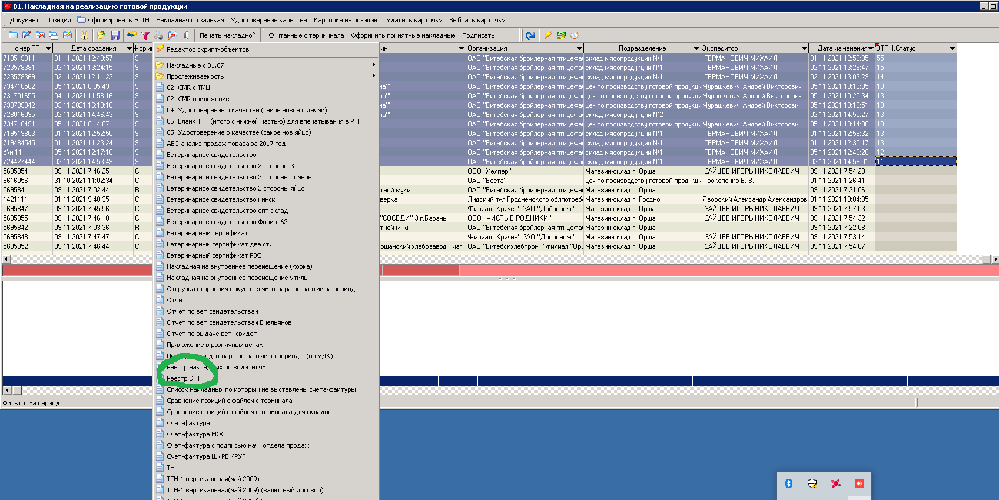 01. Накладная на реализацию готовой продукции
Документ Позиция Сформировать ЭТТН Накладная по заявкам Удостоверение качества Карточка на позицию Удалить карточку Выбрать карточку
Печать накладной Считанные с териминала Оформить принятные накладные Подписать
Номер ТТН Дата создания Форми ин Организация Подразделение Экспедитор Дата изменения ЭТТН.Статус
719519811 01.11.2021 12:49:57 S ОАО "Витебская бройлерная птицефаб склад мясопродукции №1 ГЕРМАНОВИЧ МИХАИЛ 01.11.2021 12:58:05 55
723578381 02.11.2021 13:24:15 S ОАО "Витебская бройлерная птицефаб склад мясопродукции №1 ГЕРМАНОВИЧ МИХАИЛ 02.11.2021 13:26:47 15
723578369 02.11.2021 12:11:22 S ОАО "Витебская бройлерная птицефаб склад мясопродукции №1 ГЕРМАНОВИЧ МИХАИЛ 02.11.2021 13:02:29 14
734716502 05.11.2021 8:05:43 S на"" ОАО "Витебская бройлерная птицефаб цех по производству готовой продукци Мурашкевич Андрей Викторович 05.11.2021 10:13:35 13
731701655 04.11.2021 11:58:16 S на"" ОАО "Витебская бройлерная птицефаб цех по производству готовой продукци Мурашкевич Андрей Викторович 05.11.2021 10:25:34 13
730789942 03.11.2021 16:18:18 S на"" ОАО "Витебская бройлерная птицефаб цех по производству готовой продукци Мурашкевич Андрей Викторович 05.11.2021 10:13:51 13
728016095 02.11.2021 14:46:43 S на"" ОАО "Витебская бройлерная птицефаб склад мясопродукции №2 02.11.2021 14:50:27 13
734716491 05.11.2021 8:14:07 S ОАО "Витебская бройлерная птицефаб цех по производству готовой продукци Мурашкевич Андрей Викторович 05.11.2021 10:14:38 13
719519803 01.11.2021 12:52:50 S ОАО "Витебская бройлерная птицефаб склад мясопродукции №1 ГЕРМАНОВИЧ МИХАИЛ 01.11.2021 12:59:32 13
719484545 01.11.2021 11:23:24 S ОАО "Витебская бройлерная птицефаб склад мясопродукции №1 ГЕРМАНОВИЧ МИХАИЛ 01.11.2021 12:35:17 13
б\н 11 05.11.2021 12:17:16 S ОАО "Витебская бройлерная птицефаб склад мясопродукции №1 ГЕРМАНОВИЧ МИХАИЛ 05.11.2021 12:46:28 12
724427444 02.11.2021 14:53:49 S ОАО "Витебская бройлерная птицефаб склад мясопродукции №1 ГЕРМАНОВИЧ МИХАИЛ 02.11.2021 14:56:01 11
5695854 09.11.2021 7:46:25 С ООО "Хелпер" Магазин-склад г. Орша ЗАЙЦЕВ ИГОРЬ НИКОЛАЕВИЧ 09.11.2021 7:54:29
6616056 31.10.2021 11:02:34 С ОАО "Веста" цех по производству готовой продукци Прокопенко В. В. 01.11.2021 1:26:41
5695841 09.11.2021 7:02:44 R тной муки ОАО "Витебская бройлерная птицефаб Магазин-склад г. Орша 09.11.2021 7:21:06
1421111 01.11.2021 9:48:35 С верка Лидский ф-л Гродненского облпотребо Магазин-склад г. Гродно Яворский Александр Александрови 01.11.2021 10:04:35
5695847 09.11.2021 7:45:56 С Филиал "Кричев" ЗАО "Доброном" Магазин-склад г. Орша ЗАЙЦЕВ ИГОРЬ НИКОЛАЕВИЧ 09.11.2021 7:57:03
5695855 09.11.2021 7:46:10 С "СОСЕДИ" 3 г.Барань ООО "ЧИСТЫЕ РОДНИКИ" Магазин-склад г. Орша ЗАЙЦЕВ ИГОРЬ НИКОЛАЕВИЧ 09.11.2021 7:54:32
5695842 09.11.2021 7:03:36 R тной муки ОАО "Витебская бройлерная птицефаб Магазин-склад г. Орша 09.11.2021 7:22:08
5695848 09.11.2021 7:47:47 С Филиал "Кричев" ЗАО "Доброном" Магазин-склад г. Орша ЗАЙЦЕВ ИГОРЬ НИКОЛАЕВИЧ 09.11.2021 7:53:14
5695852 09.11.2021 7:46:44 С ршанский хлебозавод" маг. ОАО "Витебскхлебпром " филиал "Орш Магазин-склад г. Орша ЗАЙЦЕВ ИГОРЬ НИКОЛАЕВИЧ 09.11.2021 7:54:07
Редактор скрипт-объектов
Накладные с 01.07
Прослеживаемость
02. CMR с ТМЦ
02. CMR приложение
04. Удостоверение о качестве (самое новое с днями)
05. Бланк ТТН (итого с нижней частью) для впечатывания в РТН
05. Удостоверение о качестве (самое нов яйцо)
АВС-анализ продаж товара за 2017 год
Ветеринарное свидетельство
Ветеринарное свидетельство 2 стороны 3
Ветеринарное свидетельство 2 стороны Гомель
Ветеринарное свидетельство 2 стороны яйцо
Ветеринарное свидетельство минск
Ветеринарное свидетельство опт склад
Ветеринарное свидетельство Форма 63
Ветеринарный сертификат
Ветеринарный сертификат две ст.
Ветеринарный сертификат РВС
Накладная на внутреннее перемещение (корма)
Накладная на внутреннее перемещение утиль
Отгрузка сторонним покупателям товара по партии за период
Отчёт
Отчет по вет.свидетельствам
Отчет по вет.свидетельствам Емельянов
Отчёт по выдаче вет. свидет.
Приложение в розничных ценах
ход товара по партии за период__(по УДК)
Реестр накладных по водителям
Реестр ЭТТН
Список накладных по которым не выставлены счета-фактуры
Сравнение позиций с файлом с терминала
Сравнение позиций с файлом с терминала для складов
Счет-фактура
Счет-фактура МОСТ
Счет-фактура с подписью нач. отдела продаж
Счет-фактура ШИРЕ КРУГ
ТН
ТТН-1 вертикальная(май 2009)
ТТН-1 вертикальная(май 2009) (валютный договор)
Фильтр: За период